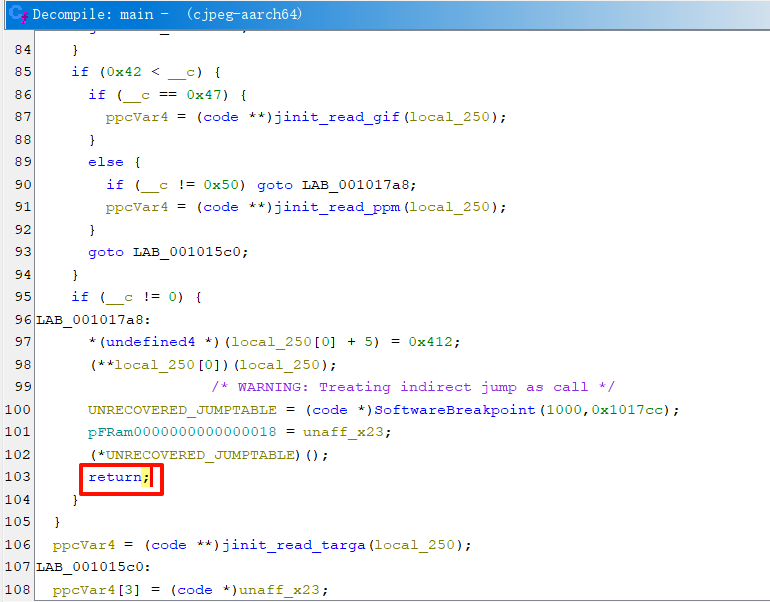 Decompile: main - (cjpeg-aarch64)
84 }
85 if (0x42 < __c) {
86 if (__c == 0x47) {
87 ppcVar4 = (code **)jinit_read_gif(local_250);
88 }
89 else {
90 if (__c != 0x50) goto LAB_001017a8;
91 ppcVar4 = (code **)jinit_read_ppm(local_250);
92 }
93 goto LAB_001015c0;
94 }
95 if (__c != 0) {
96 LAB_001017a8:
97 *(undefined4 *)(local_250[0] + 5) = 0x412;
98 (**local_250[0])(local_250);
99 /* WARNING: Treating indirect jump as call */
100 UNRECOVERED_JUMPTABLE = (code *)SoftwareBreakpoint(1000,0x1017cc);
101 pFRam0000000000000018 = unaff_x23;
102 (*UNRECOVERED_JUMPTABLE)();
103 return;
104 }
105 }
106 ppcVar4 = (code **)jinit_read_targa(local_250);
107 LAB_001015c0:
108 ppcVar4[3] = (code *)unaff_x23;